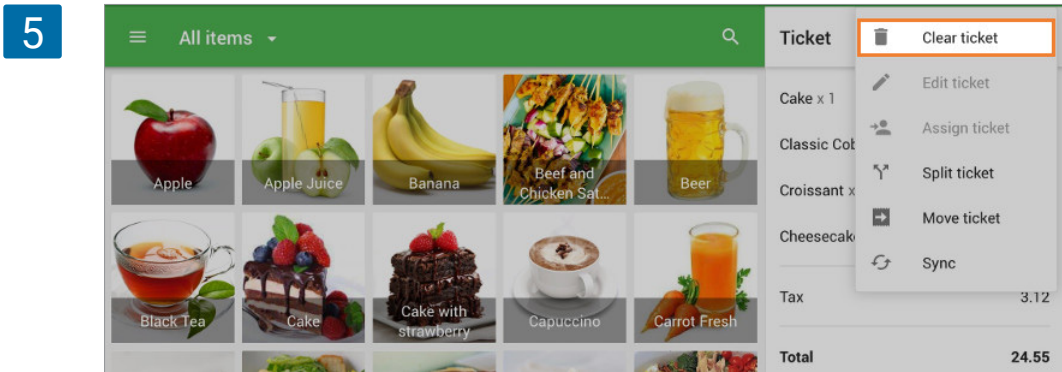 5
All items
Ticket
Clear ticket
Edit ticket
Assign ticket
Split ticket
Move ticket
Sync
Cake x 1
Classic Cob
Croissant x
Cheesecak
Tax 3.12
Total 24.55
Apple
Apple Juice
Banana
Beef and
Chicken Sat...
Beer
Black Tea
Cake
Cake with
strawberry
Capuccino
Carrot Fresh